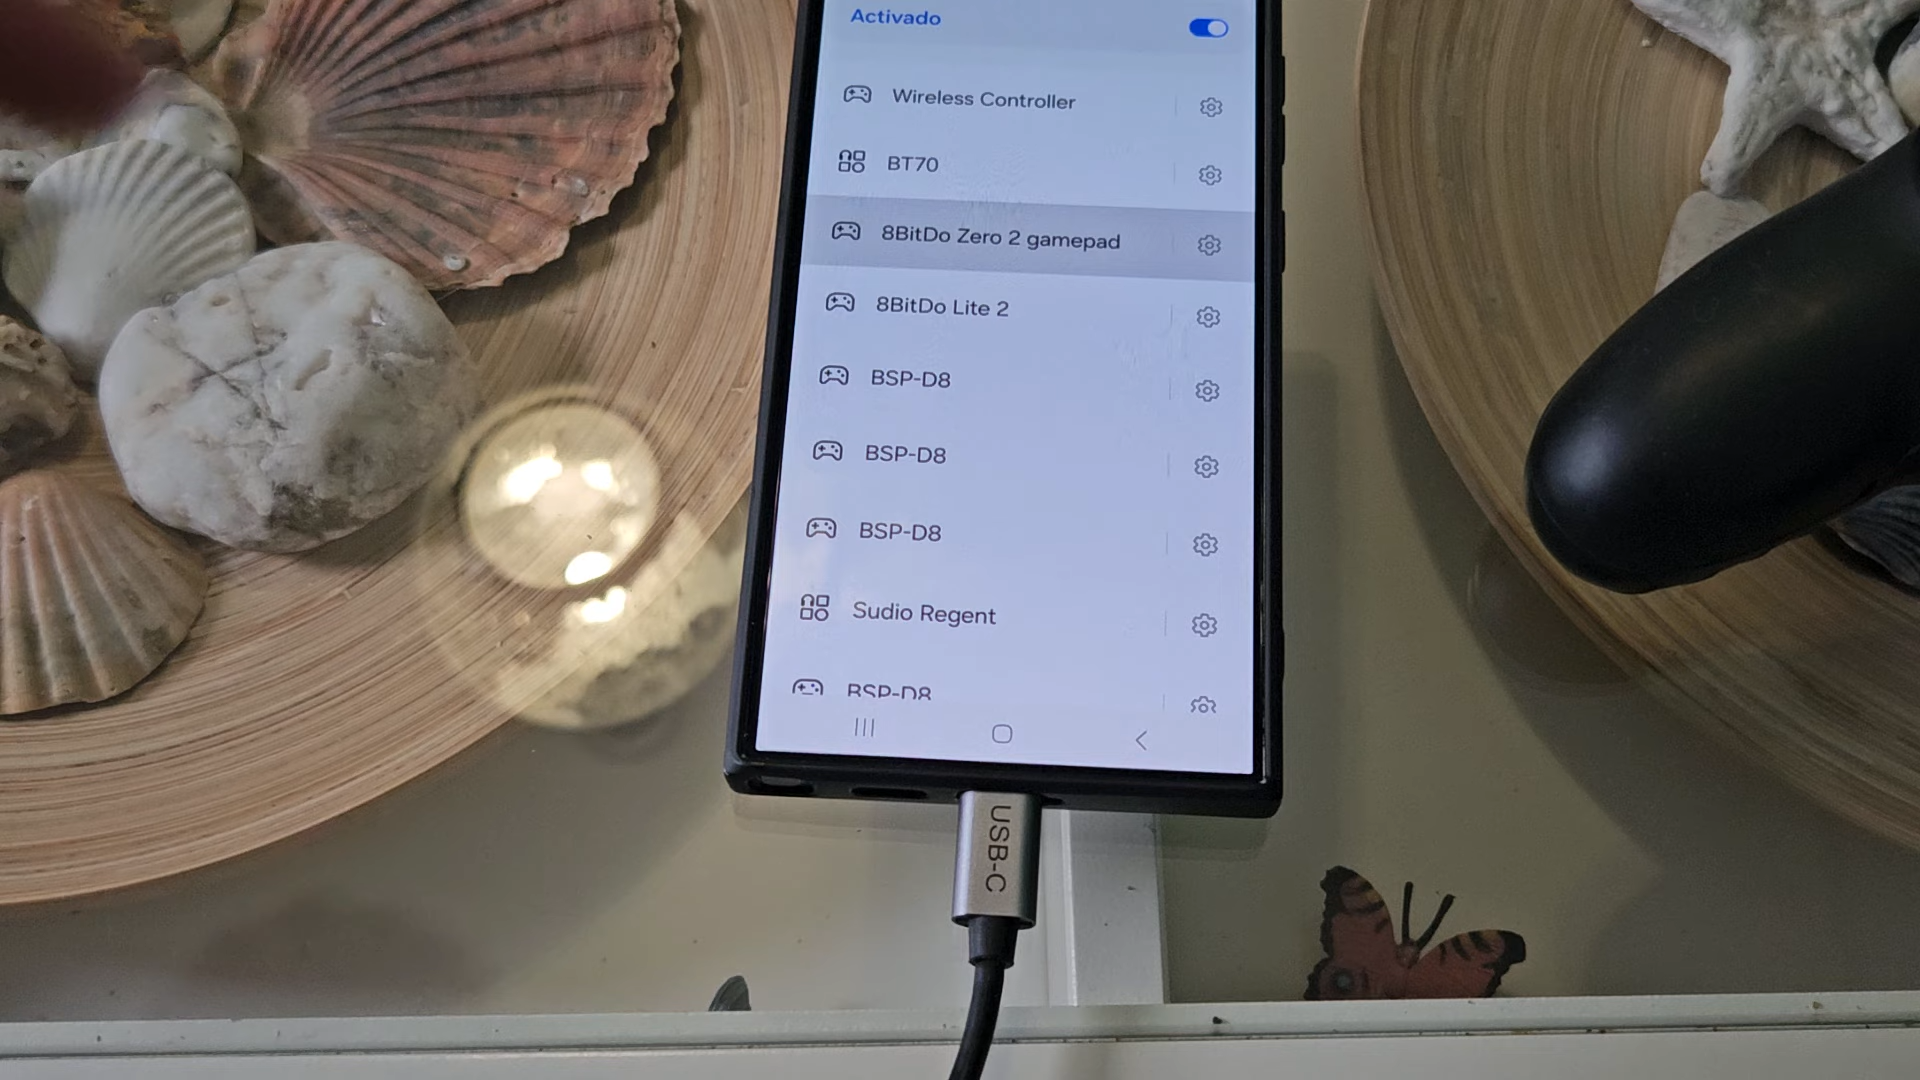 Activado
Wireless Controller
BT70
8BitDo Zero 2 gamepad
8BitDo Lite 2
BSP-D8
BSP-D8
BSP-D8
Sudio Regent
BSP-D8
USB-C